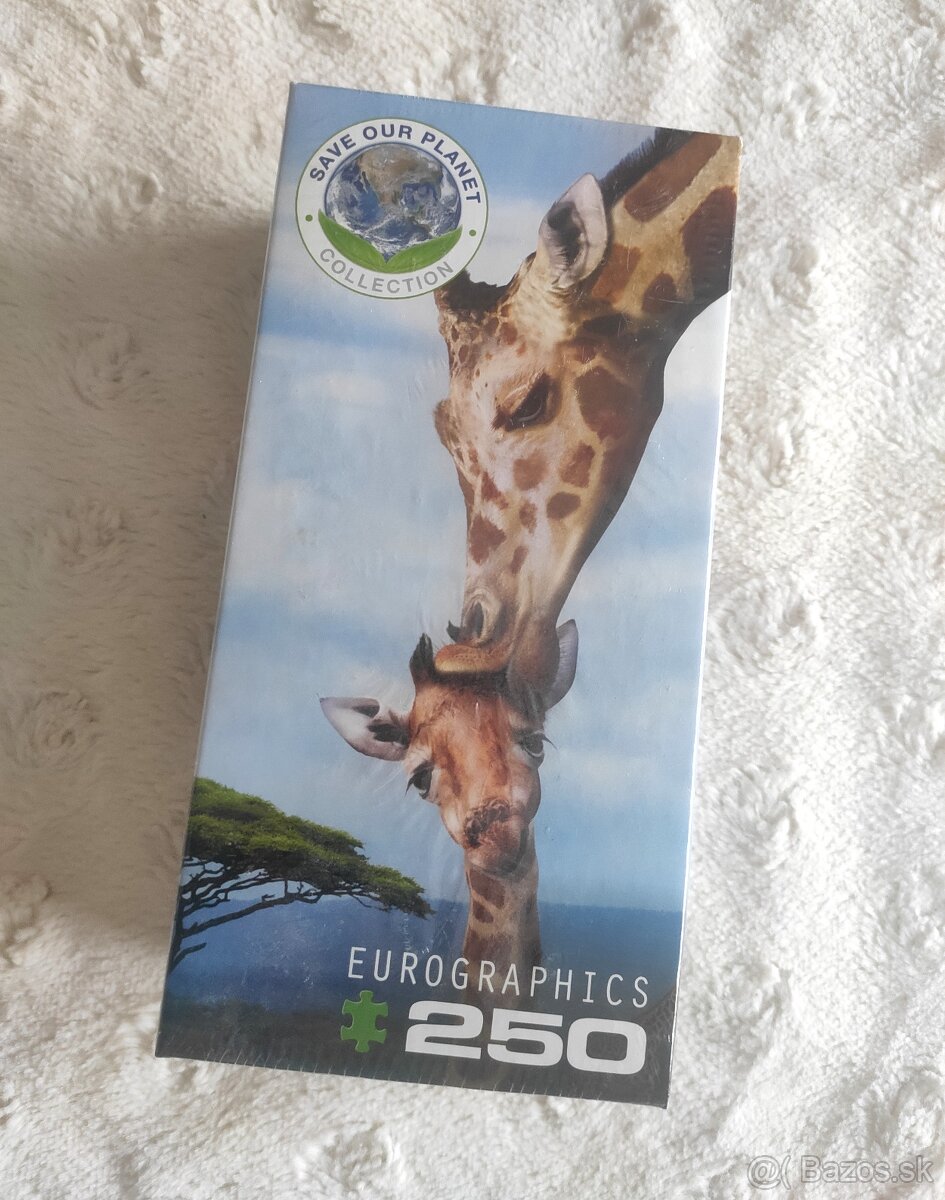 SAVE OUR PLANET
COLLECTION
EUROGRAPHICS
250
@( Bazos.sk